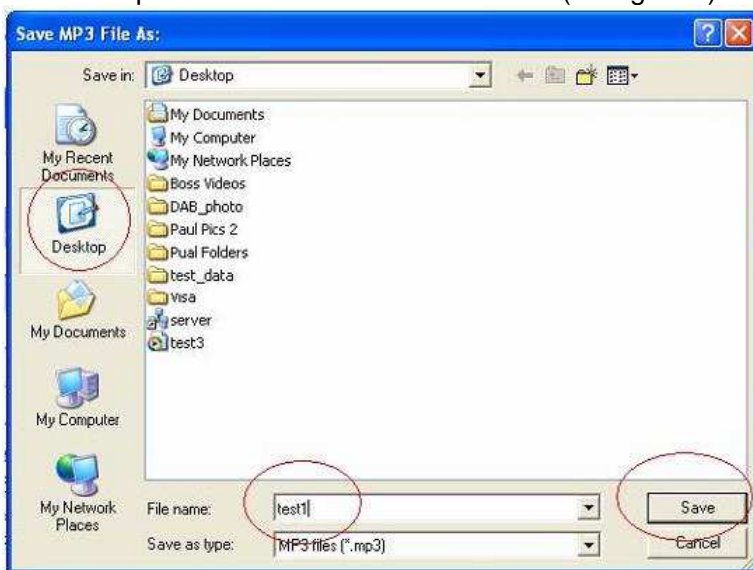 Save MP3 File As:
Save in: Desktop
My Recent
Documents
Desktop
My Documents
My Computer
My Network
Places
My Documents
My Computer
My Network Places
Boss Videos
DAB_photo
Paul Pics 2
Pual Folders
test_data
visa
server
test3
File name: test1
Save
Save as type: MP3 files (*.mp3)
Cancel